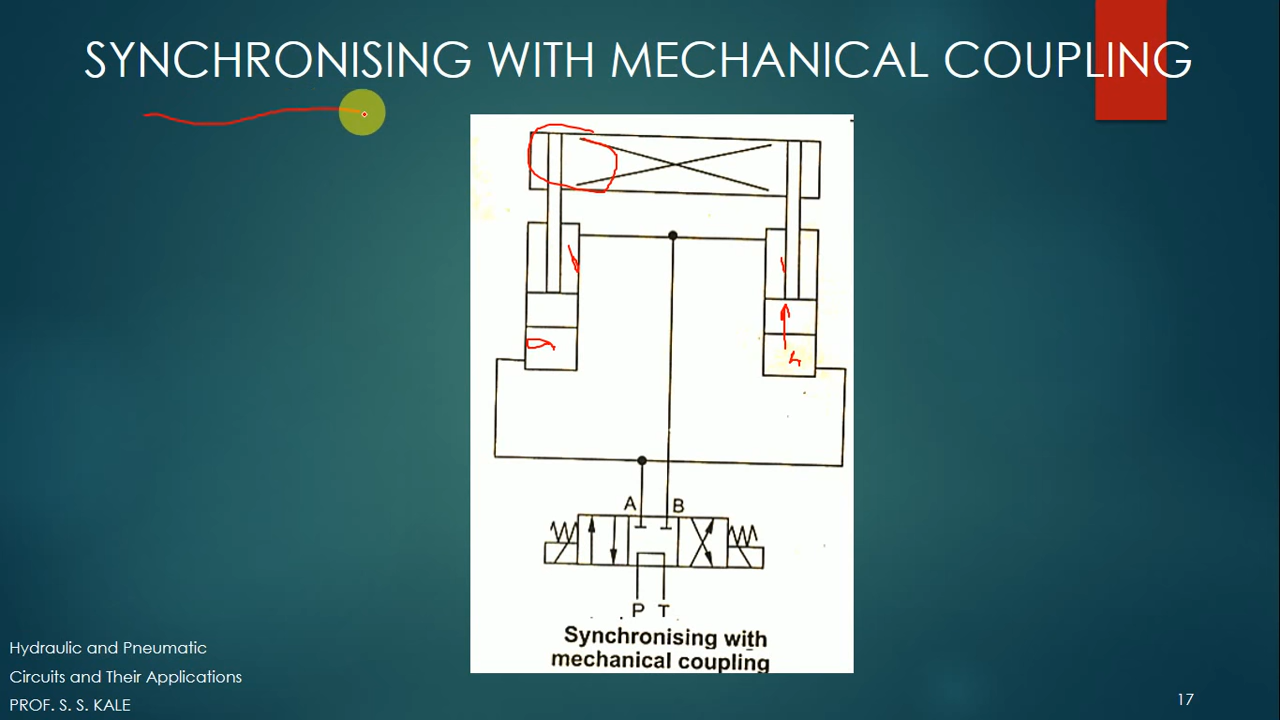 SYNCHRONISING WITH MECHANICAL COUPLING
A B
P T
Synchronising with
mechanical coupling
Hydraulic and Pneumatic
Circuits and Their Applications
PROF. S. S. KALE
17